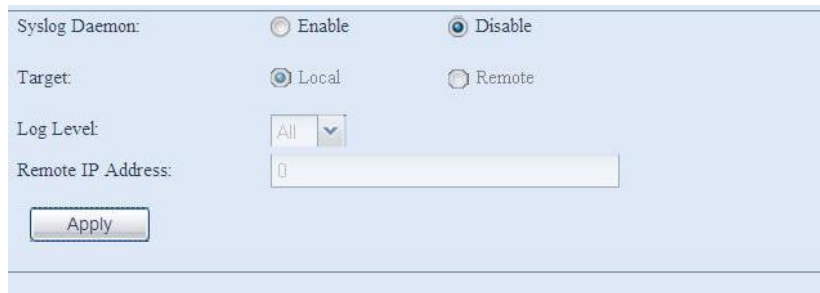 Syslog Daemon: Enable Disable
Target: Local Remote
Log Level: All
Remote IP Address: 0
Apply